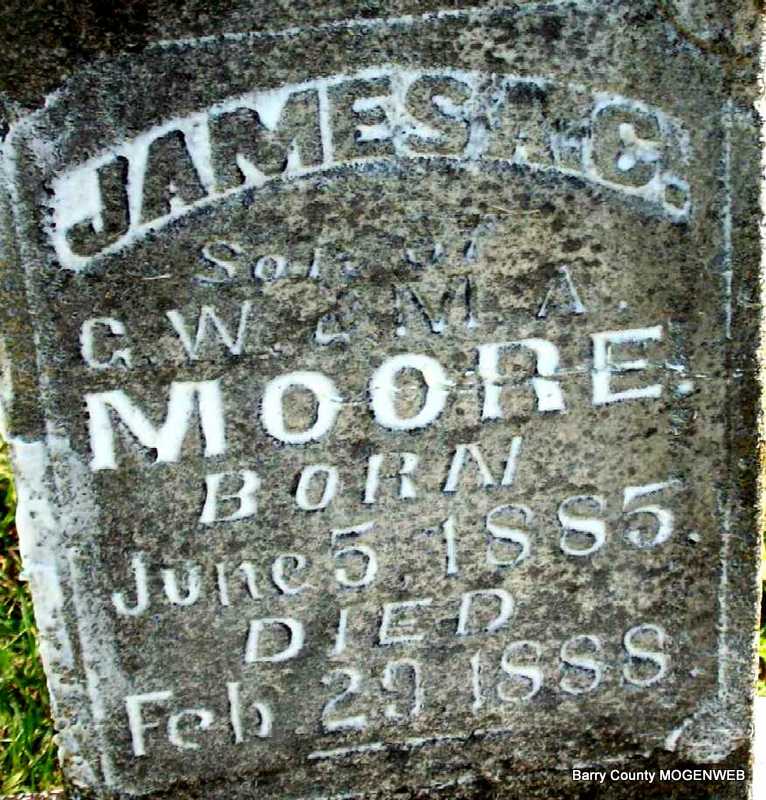 JAMES A. C.
Son of
G. W. & M. A.
MOORE.
BORN
June 5, 1885.
DIED
Feb 29 1888.
Barry County MOGENWEB